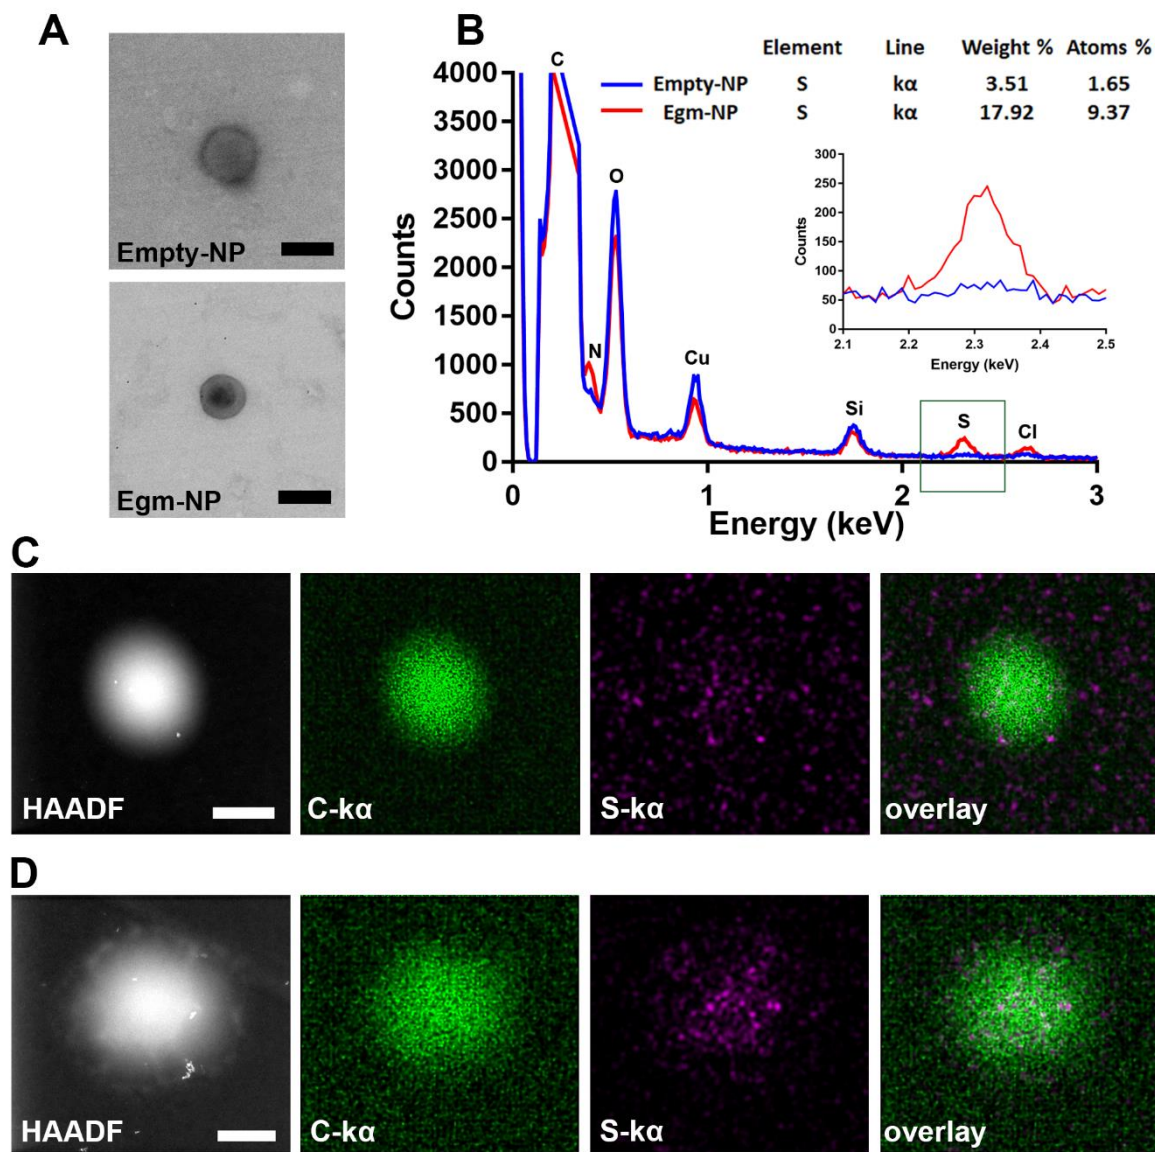 A
Empty-NP
Egm-NP
B
Element Line Weight % Atoms %
Empty-NP S kα 3.51 1.65
Egm-NP S kα 17.92 9.37
C
N
O
Cu
Si
S
Cl
4000
3500
3000
2500
2000
1500
1000
500
0
Counts
0 1 2 3
Energy (keV)
300
250
200
150
100
50
0
Counts
2.1 2.2 2.3 2.4 2.5
Energy (keV)
C
HAADF C-kα S-kα overlay
D
HAADF C-kα S-kα overlay